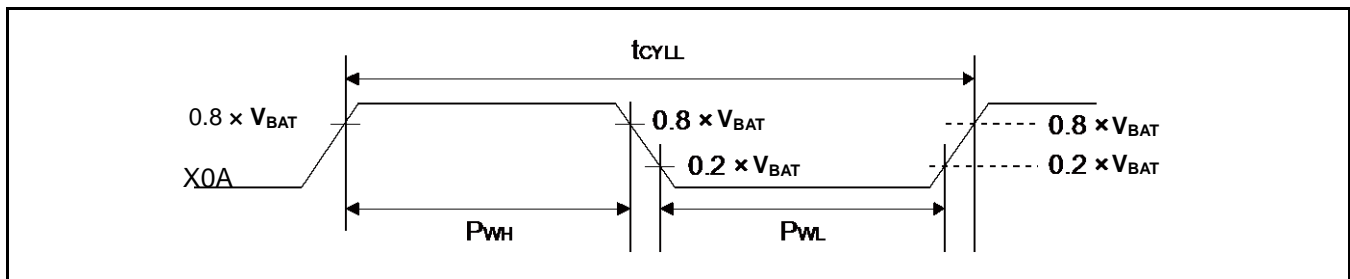 tCYLL
0.8 × VBAT
0.8 × VBAT
0.8 × VBAT
X0A
0.2 × VBAT
0.2 × VBAT
PWH
PWL